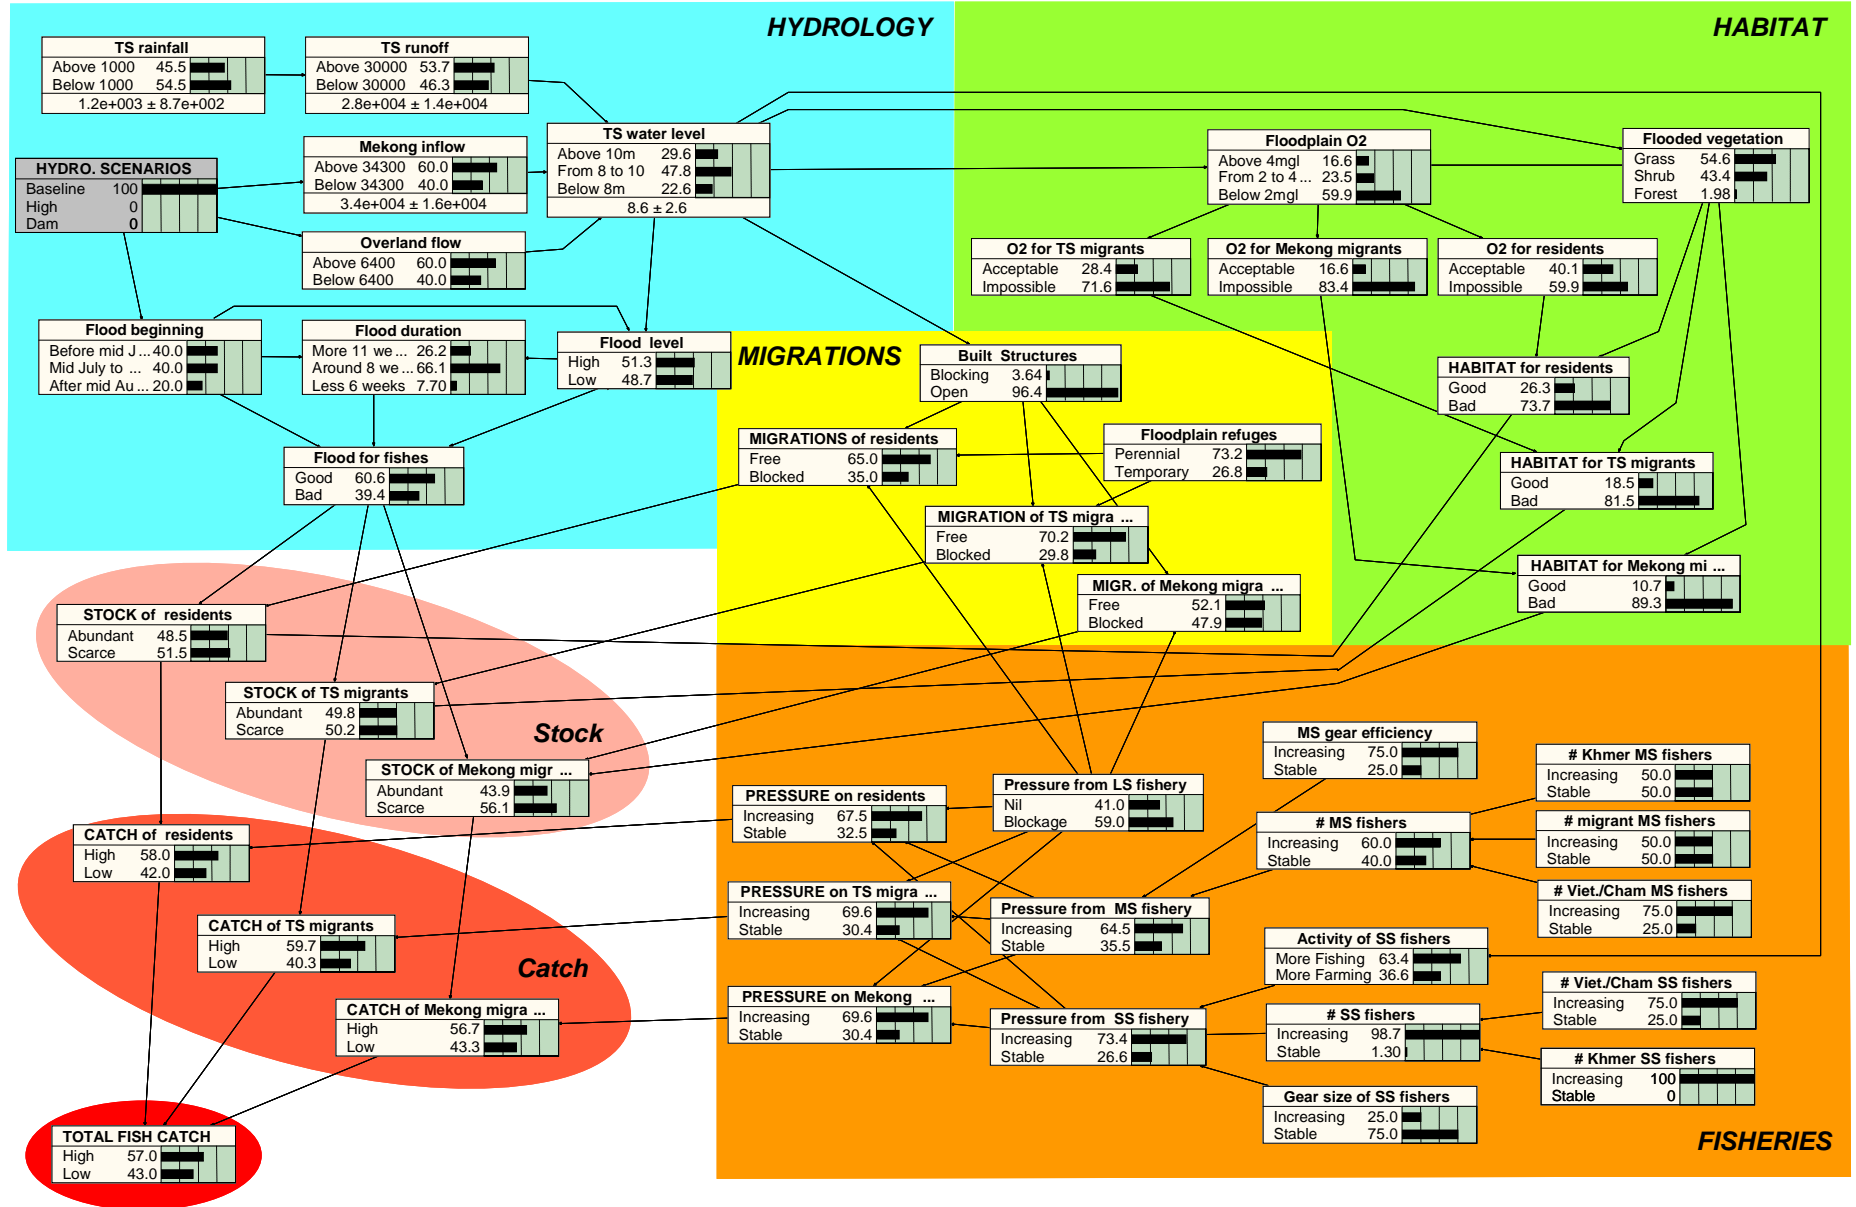 HYDROLOGY
HABITAT
TS rainfall
Above 1000 45.5
Below 1000 54.5
1.2e+003 ± 8.7e+002
TS runoff
Above 30000 53.7
Below 30000 46.3
2.8e+004 ± 1.4e+004
TS water level
Above 10m 29.6
From 8 to 10 47.8
Below 8m 22.6
8.6 ± 2.6
Mekong inflow
Above 34300 60.0
Below 34300 40.0
3.4e+004 ± 1.6e+004
HYDRO. SCENARIOS
Baseline 100
High 0
Dam 0
Overland flow
Above 6400 60.0
Below 6400 40.0
Flood beginning
Before mid J ... 40.0
Mid July to ... 40.0
After mid Au ... 20.0
Flood duration
More 11 we ... 26.2
Around 8 we ... 66.1
Less 6 weeks 7.70
Flood level
High 51.3
Low 48.7
Flood for fishes
Good 60.6
Bad 39.4
Floodplain O2
Above 4mgl 16.6
From 2 to 4 ... 23.5
Below 2mgl 59.9
Flooded vegetation
Grass 54.6
Shrub 43.4
Forest 1.98
O2 for TS migrants
Acceptable 28.4
Impossible 71.6
O2 for Mekong migrants
Acceptable 16.6
Impossible 83.4
O2 for residents
Acceptable 40.1
Impossible 59.9
HABITAT for residents
Good 26.3
Bad 73.7
HABITAT for TS migrants
Good 18.5
Bad 81.5
HABITAT for Mekong mi ...
Good 10.7
Bad 89.3
MIGRATIONS
Built Structures
Blocking 3.64
Open 96.4
MIGRATIONS of residents
Free 65.0
Blocked 35.0
Floodplain refuges
Perennial 73.2
Temporary 26.8
MIGRATION of TS migra ...
Free 70.2
Blocked 29.8
MIGR. of Mekong migra ...
Free 52.1
Blocked 47.9
STOCK of residents
Abundant 48.5
Scarce 51.5
STOCK of TS migrants
Abundant 49.8
Scarce 50.2
Stock
STOCK of Mekong migr ...
Abundant 43.9
Scarce 56.1
CATCH of residents
High 58.0
Low 42.0
CATCH of TS migrants
High 59.7
Low 40.3
Catch
CATCH of Mekong migra ...
High 56.7
Low 43.3
TOTAL FISH CATCH
High 57.0
Low 43.0
PRESSURE on residents
Increasing 67.5
Stable 32.5
Pressure from LS fishery
Nil 41.0
Blockage 59.0
MS gear efficiency
Increasing 75.0
Stable 25.0
# Khmer MS fishers
Increasing 50.0
Stable 50.0
# MS fishers
Increasing 60.0
Stable 40.0
# migrant MS fishers
Increasing 50.0
Stable 50.0
# Viet./Cham MS fishers
Increasing 75.0
Stable 25.0
PRESSURE on TS migra ...
Increasing 69.6
Stable 30.4
Pressure from MS fishery
Increasing 64.5
Stable 35.5
Activity of SS fishers
More Fishing 63.4
More Farming 36.6
PRESSURE on Mekong ...
Increasing 69.6
Stable 30.4
Pressure from SS fishery
Increasing 73.4
Stable 26.6
# SS fishers
Increasing 98.7
Stable 1.30
# Viet./Cham SS fishers
Increasing 75.0
Stable 25.0
# Khmer SS fishers
Increasing 100
Stable 0
Gear size of SS fishers
Increasing 25.0
Stable 75.0
FISHERIES